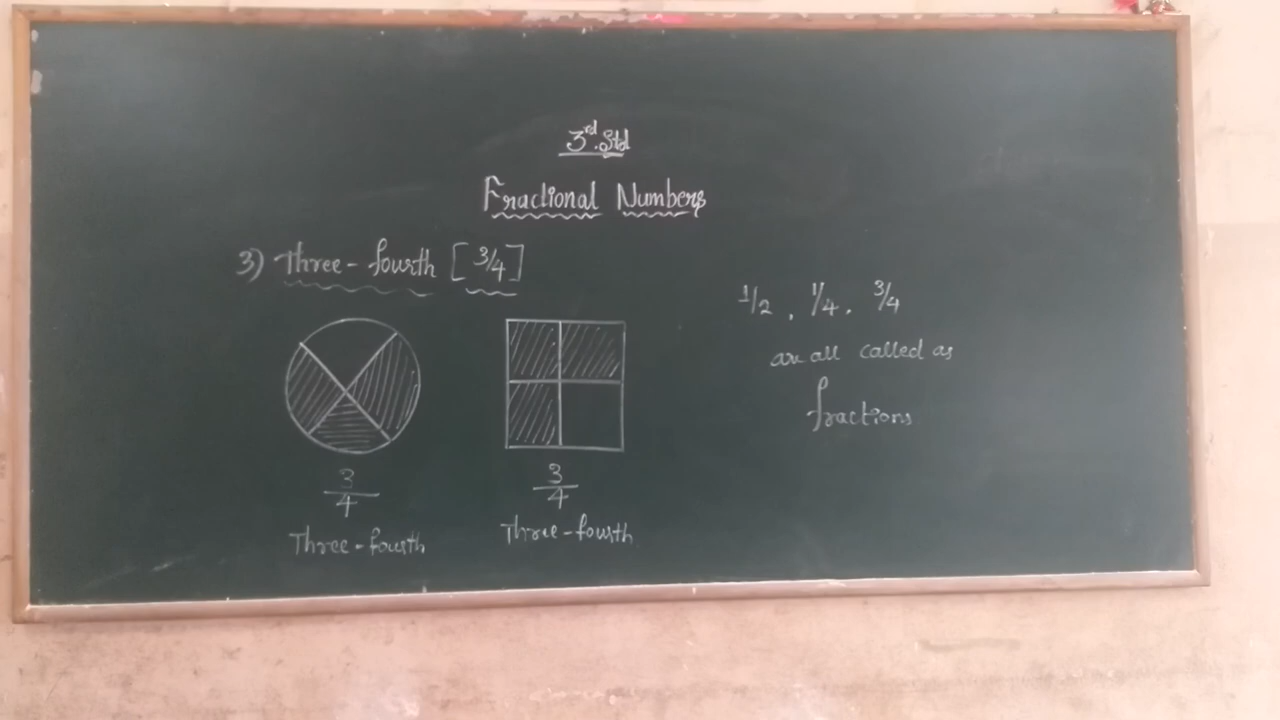 3rd. Std
Fractional Numbers
3) Three-fourth [3/4]
3/4
Three-fourth
3/4
Three-fourth
1/2, 1/4, 3/4
are all called as
fractions